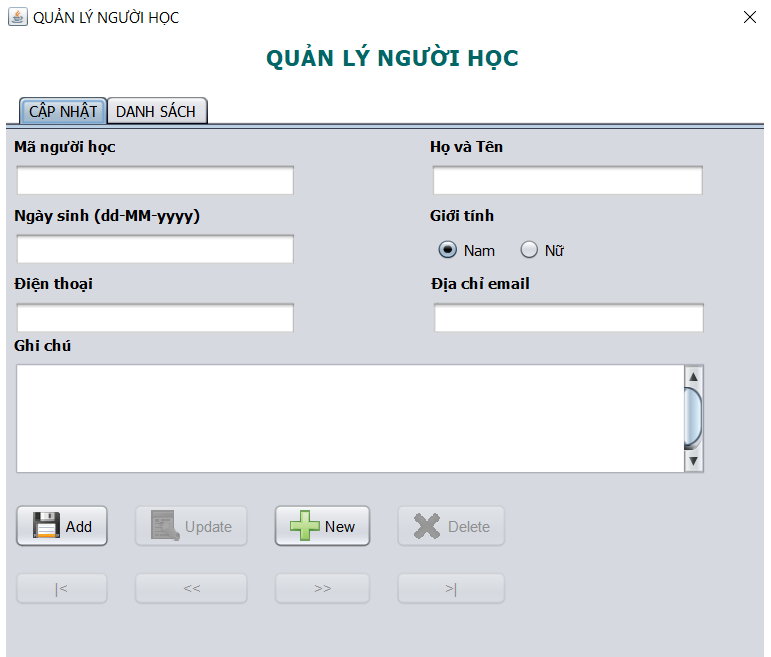 QUẢN LÝ NGƯỜI HỌC
QUẢN LÝ NGƯỜI HỌC
CẬP NHẬT DANH SÁCH
Mã người học Họ và Tên
Ngày sinh (dd-MM-yyyy) Giới tính
Nam Nữ
Điện thoại Địa chỉ email
Ghi chú
Add Update New Delete
|< << >> >|